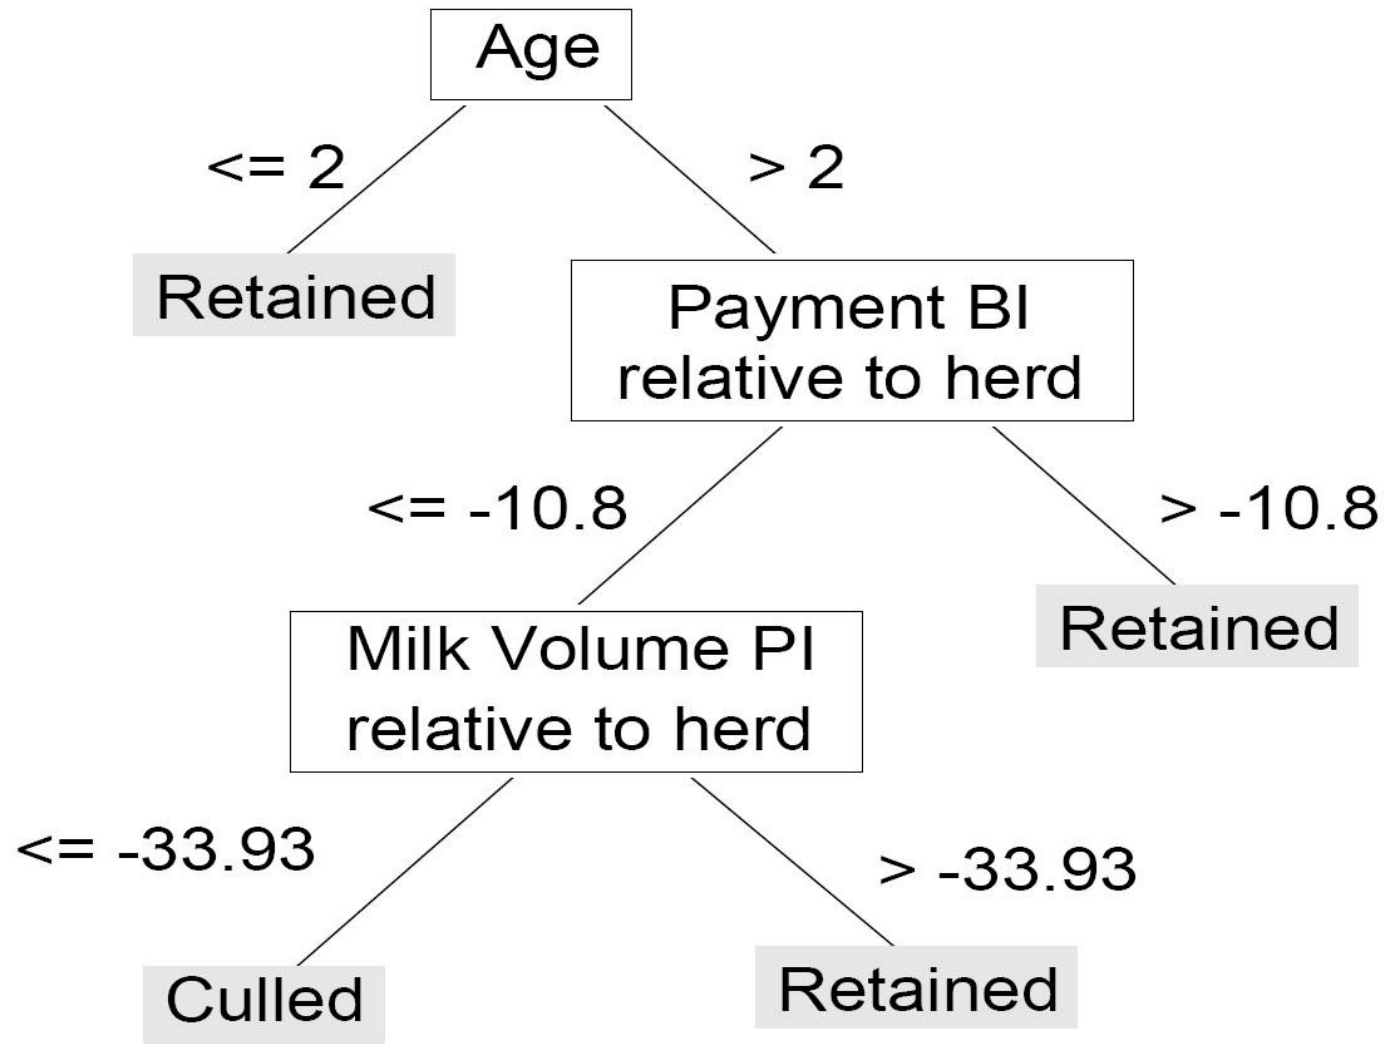 Age
<= 2
> 2
Retained
Payment BI
relative to herd
<= -10.8
> -10.8
Retained
Milk Volume PI
relative to herd
<= -33.93
> -33.93
Culled
Retained